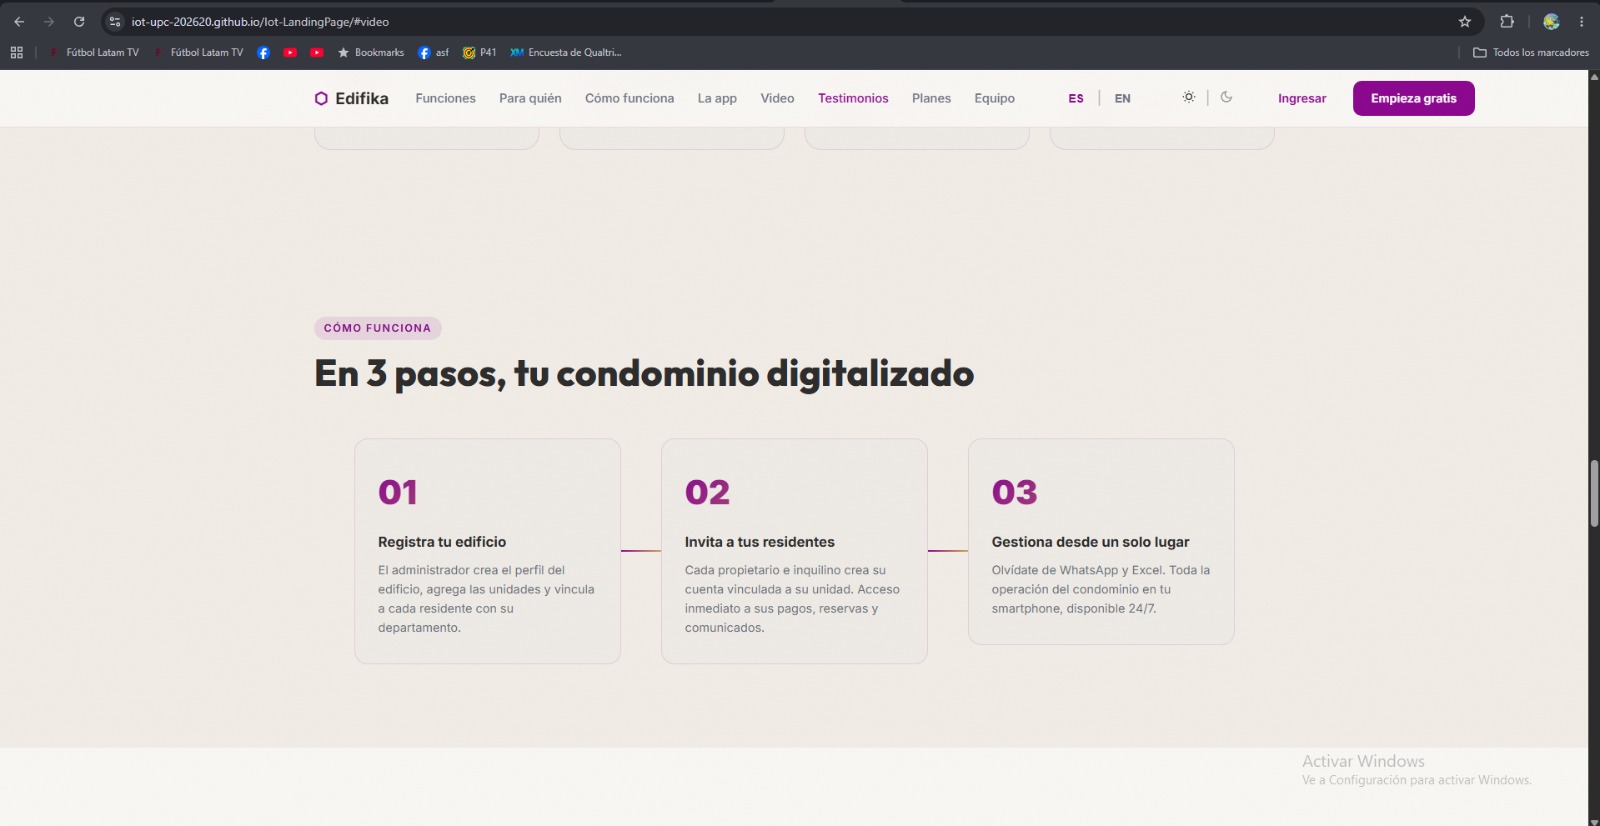 iot-upc-202620.github.io/Iot-LandingPage/#video
Fútbol Latam TV
Fútbol Latam TV
Bookmarks
asf
P41
XM Encuesta de Qualtri...
Todos los marcadores
Edifika
Funciones
Para quién
Cómo funciona
La app
Video
Testimonios
Planes
Equipo
ES
EN
Ingresar
Empieza gratis
CÓMO FUNCIONA
En 3 pasos, tu condominio digitalizado
01
Registra tu edificio
El administrador crea el perfil del
edificio, agrega las unidades y vincula
a cada residente con su
departamento.
02
Invita a tus residentes
Cada propietario e inquilino crea su
cuenta vinculada a su unidad. Acceso
inmediato a sus pagos, reservas y
comunicados.
03
Gestiona desde un solo lugar
Olvídate de WhatsApp y Excel. Toda la
operación del condominio en tu
smartphone, disponible 24/7.
Activar Windows
Ve a Configuración para activar Windows.